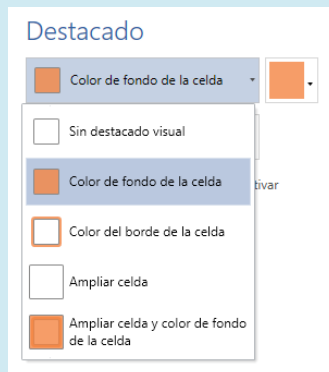 Destacado
Color de fondo de la celda
Sin destacado visual
Color de fondo de la celda
tivar
Color del borde de la celda
Ampliar celda
Ampliar celda y color de fondo
de la celda